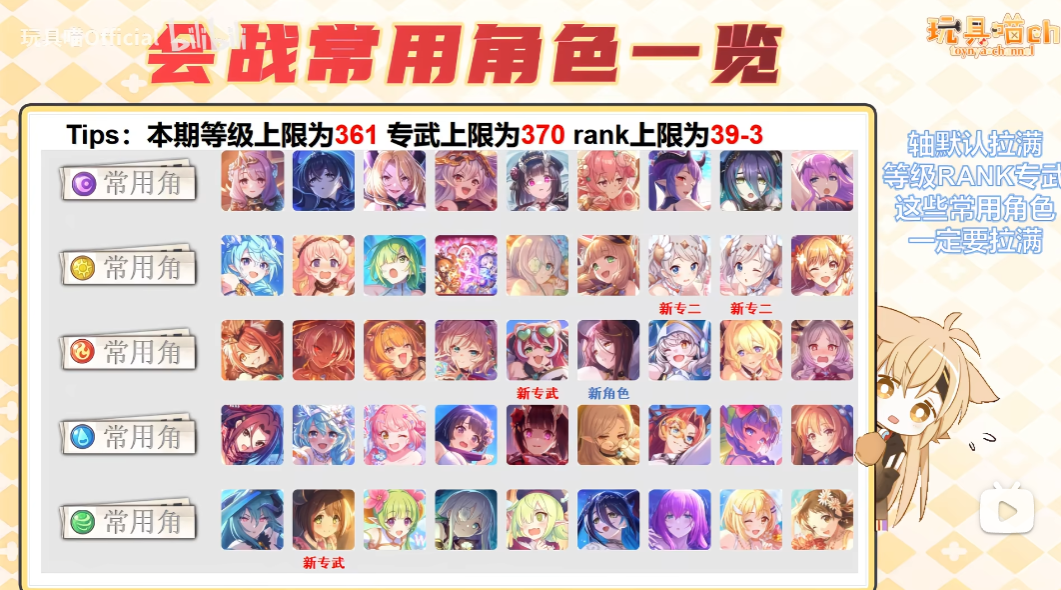 玩具喵Official
bilibili
会战常用角色一览
玩具喵ch
toynyachannel
Tips：本期等级上限为361 专武上限为370 rank上限为39-3
轴默认拉满
等级RANK专武
这些常用角色
一定要拉满
常用角
常用角
新专二
新专二
常用角
新专武
新角色
常用角
常用角
新专武